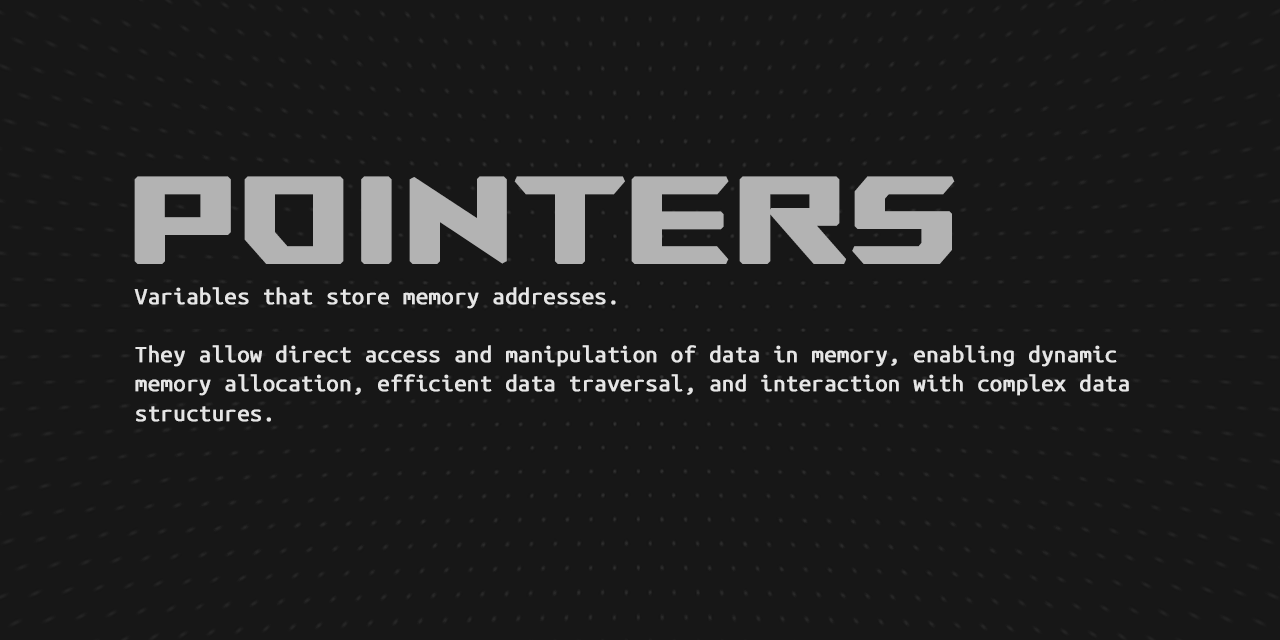 POINTERS
Variables that store memory addresses.
They allow direct access and manipulation of data in memory, enabling dynamic
memory allocation, efficient data traversal, and interaction with complex data
structures.